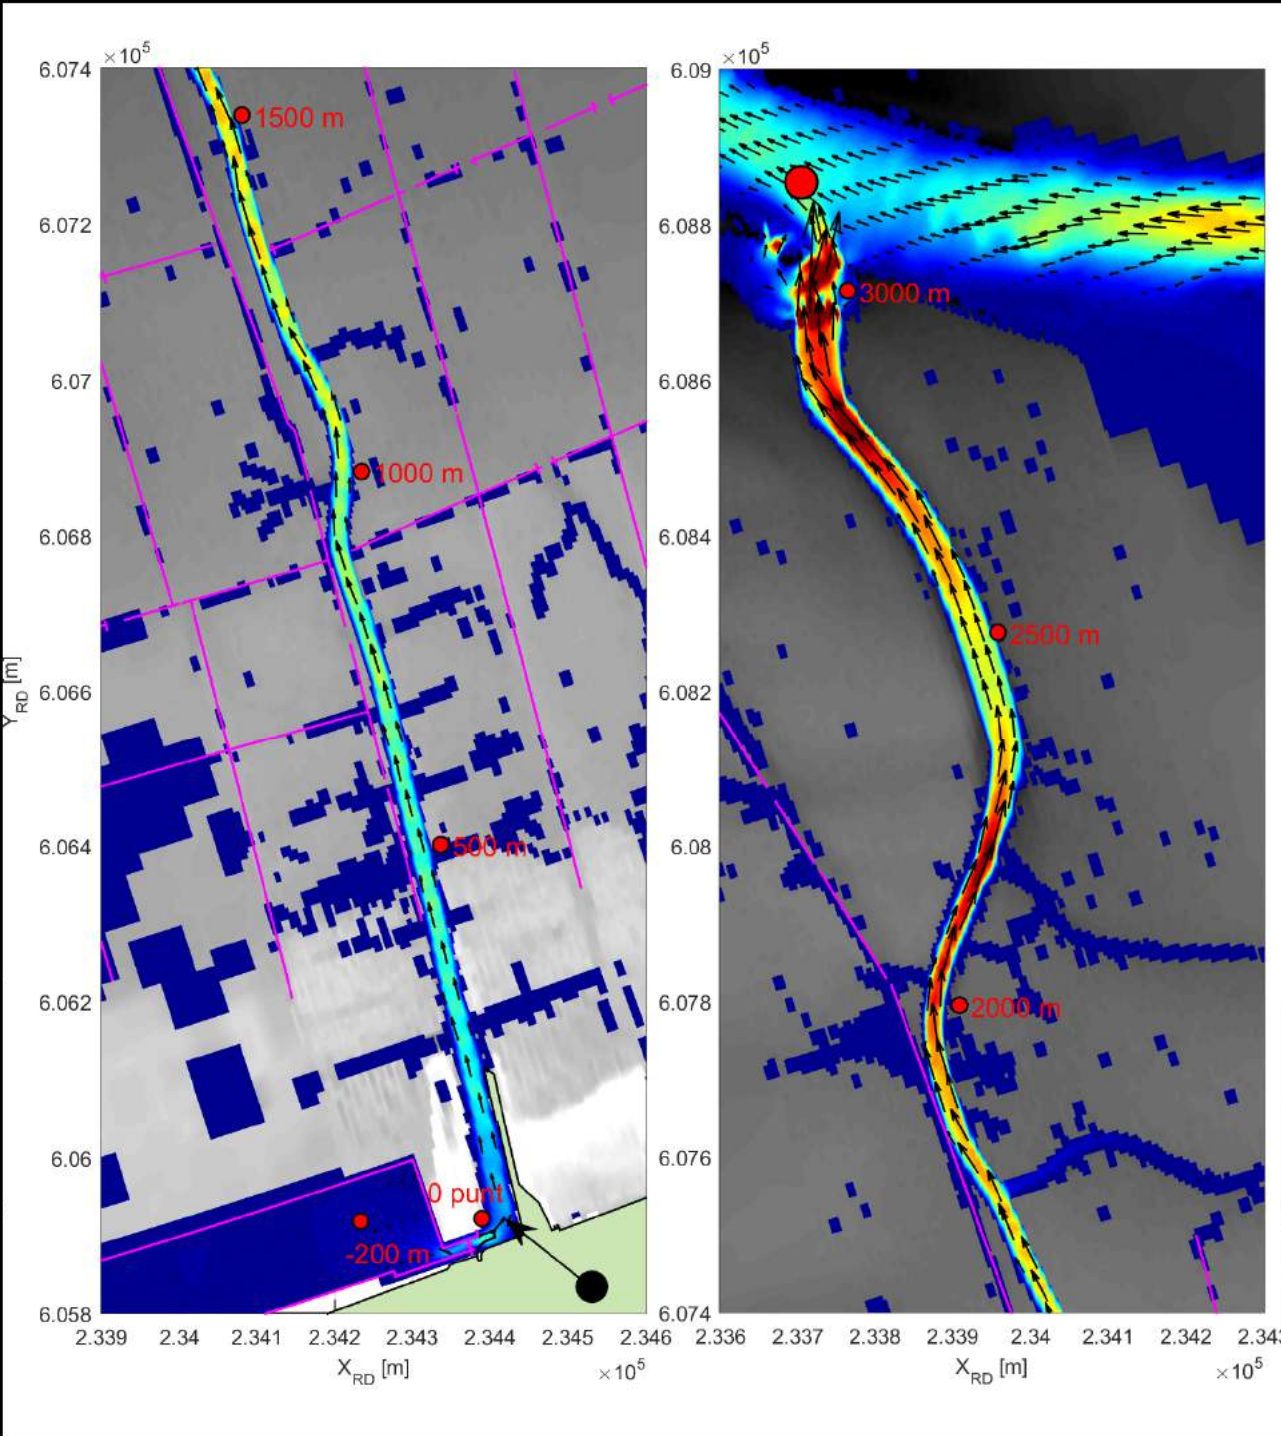 ×10⁵
6.074
1500 m
6.072
6.07
1000 m
6.068
6.066
Y_RD [m]
6.064
500 m
6.062
6.06
0 punt
-200 m
6.058
2.339 2.34 2.341 2.342 2.343 2.344 2.345 2.346
X_RD [m]
×10⁵
×10⁵
6.09
6.088
3000 m
6.086
6.084
2500 m
6.082
6.08
6.078
2000 m
6.076
6.074
2.336 2.337 2.338 2.339 2.34 2.341 2.342 2.343
X_RD [m]
×10⁵